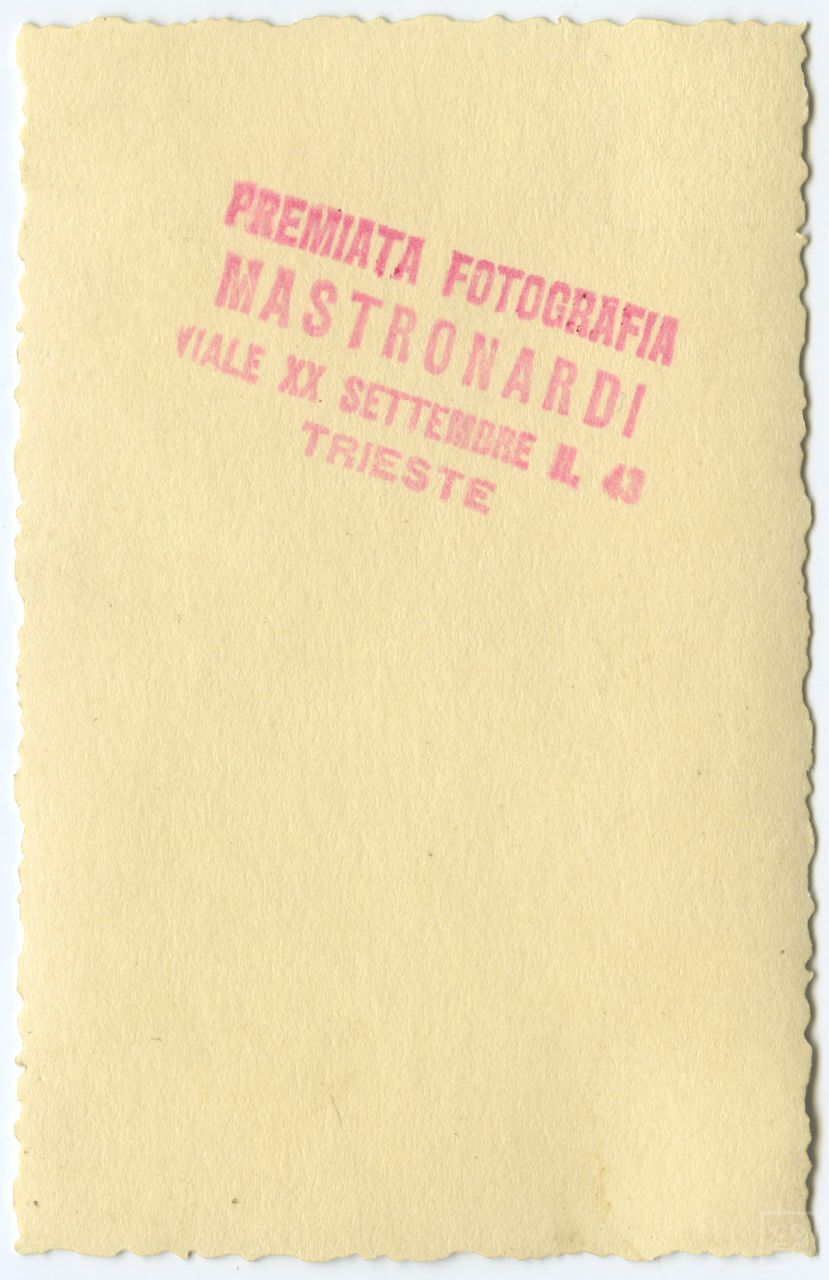 PREMIATA FOTOGRAFIA
MASTRONARDI
VIALE XX SETTEMBRE N. 43
TRIESTE